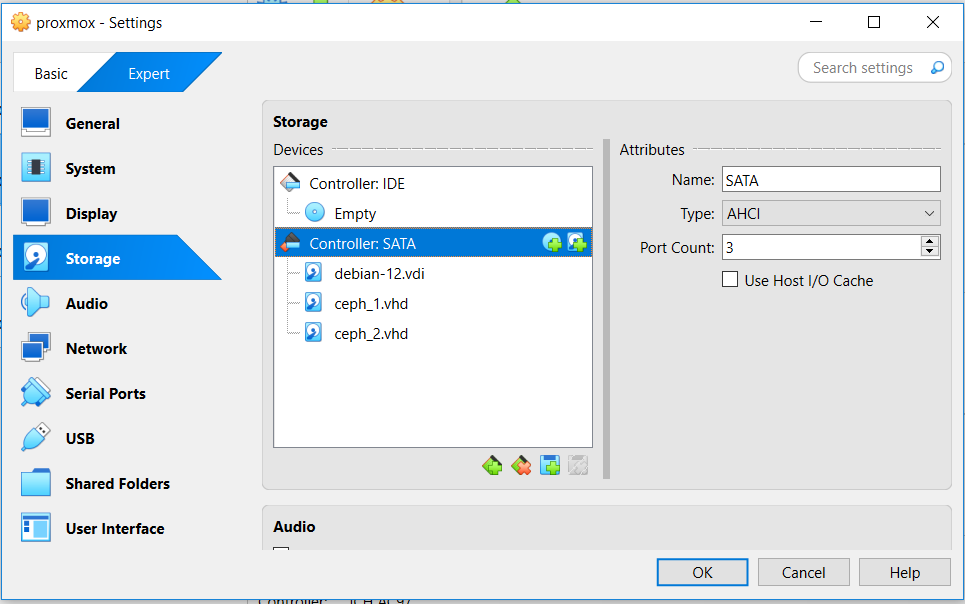 proxmox - Settings
Basic
Expert
Search settings
General
System
Display
Storage
Audio
Network
Serial Ports
USB
Shared Folders
User Interface
Storage
Devices
Controller: IDE
Empty
Controller: SATA
debian-12.vdi
ceph_1.vhd
ceph_2.vhd
Attributes
Name: SATA
Type: AHCI
Port Count: 3
Use Host I/O Cache
Audio
OK
Cancel
Help
Controller: